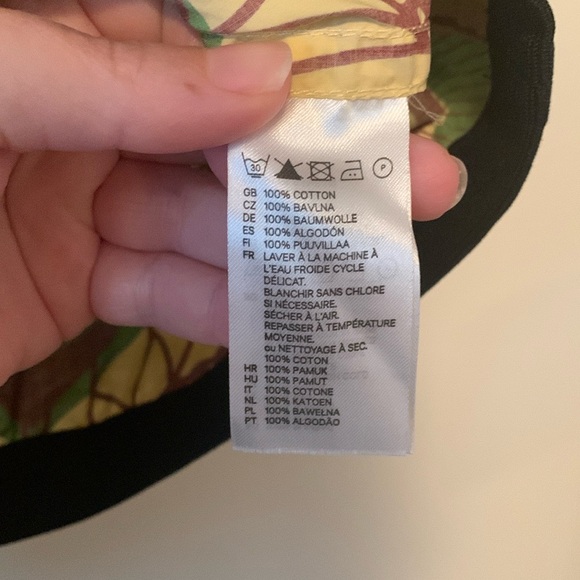 30 P
GB 100% COTTON
CZ 100% BAVLNA
DE 100% BAUMWOLLE
ES 100% ALGODÓN
FI 100% PUUVILLAA
FR LAVER À LA MACHINE À
L'EAU FROIDE CYCLE
DÉLICAT.
BLANCHIR SANS CHLORE
SI NÉCESSAIRE.
SÉCHER À L'AIR.
REPASSER À TEMPÉRATURE
MOYENNE.
ou NETTOYAGE À SEC.
100% COTON
HR 100% PAMUK
HU 100% PAMUT
IT 100% COTONE
NL 100% KATOEN
PL 100% BAWEŁNA
PT 100% ALGODÃO